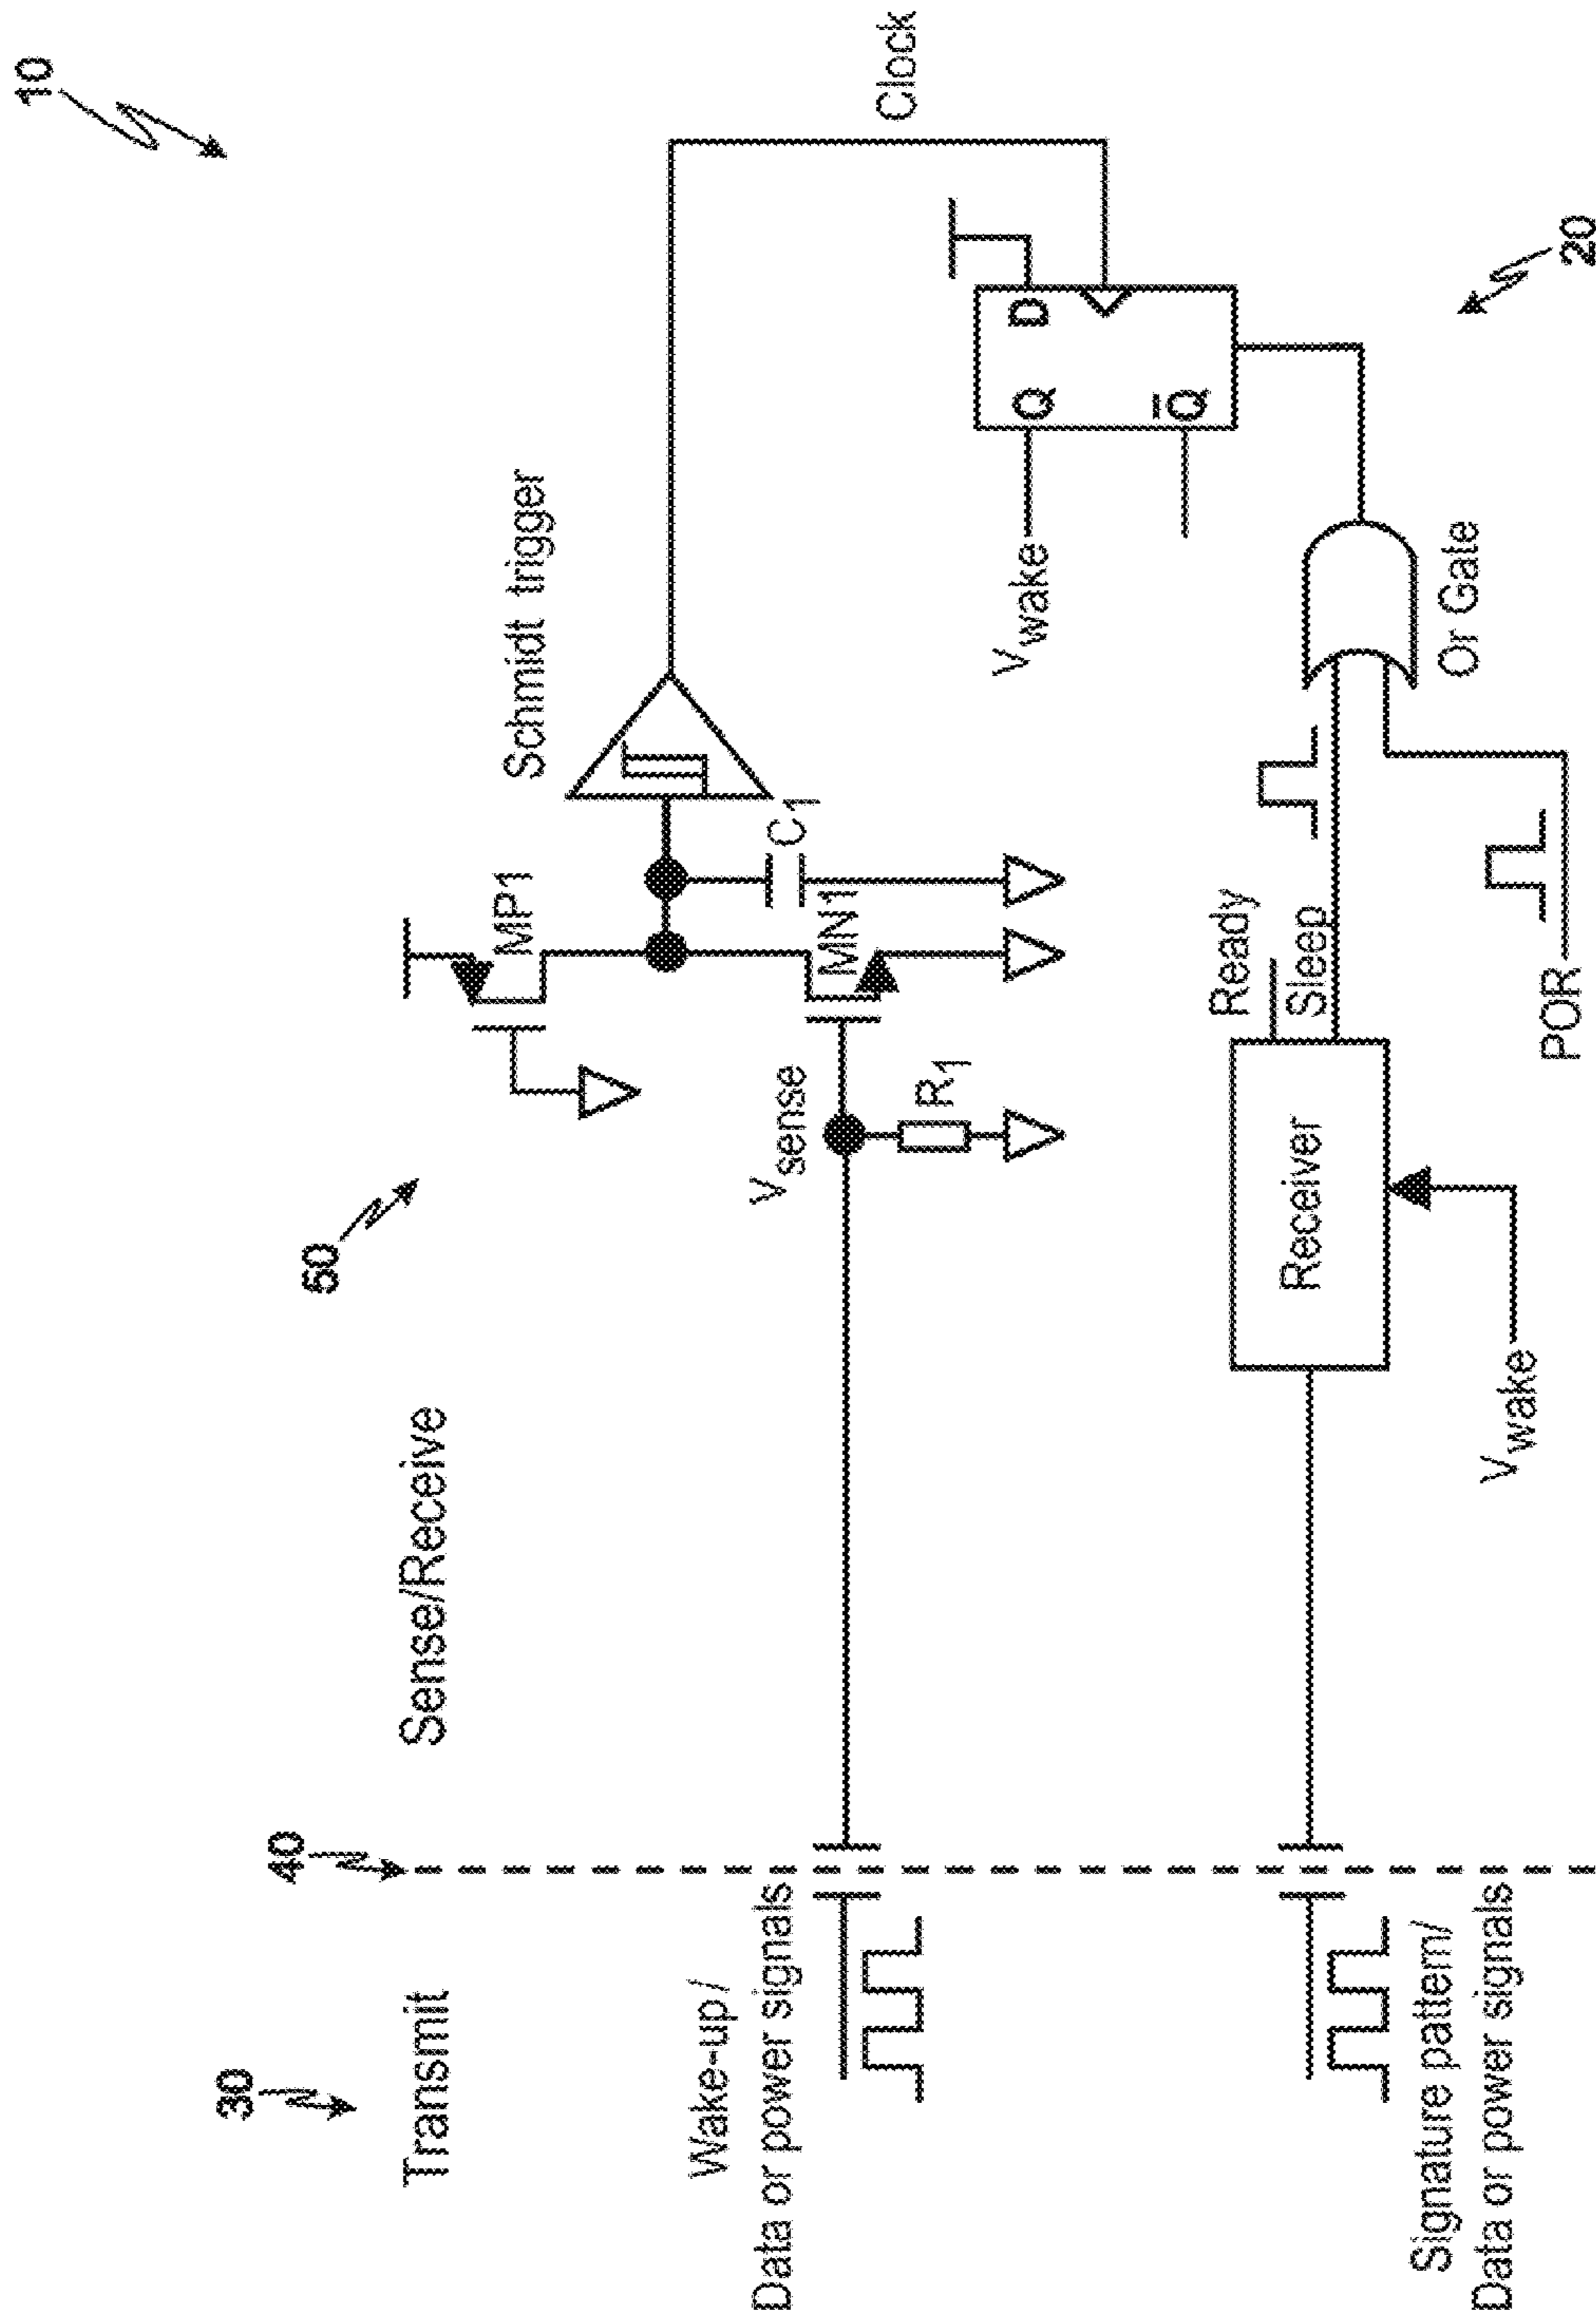 10
30
Transmit
40
Sense/Receive
50
Wake-up /
Data or power signals
Vsense
R1
MP1
MN1
C1
Schmidt trigger
Clock
Vwake
Q
D
Q̅
20
Signature pattern/
Data or power signals
Receiver
Ready
Sleep
Vwake
POR
Or Gate